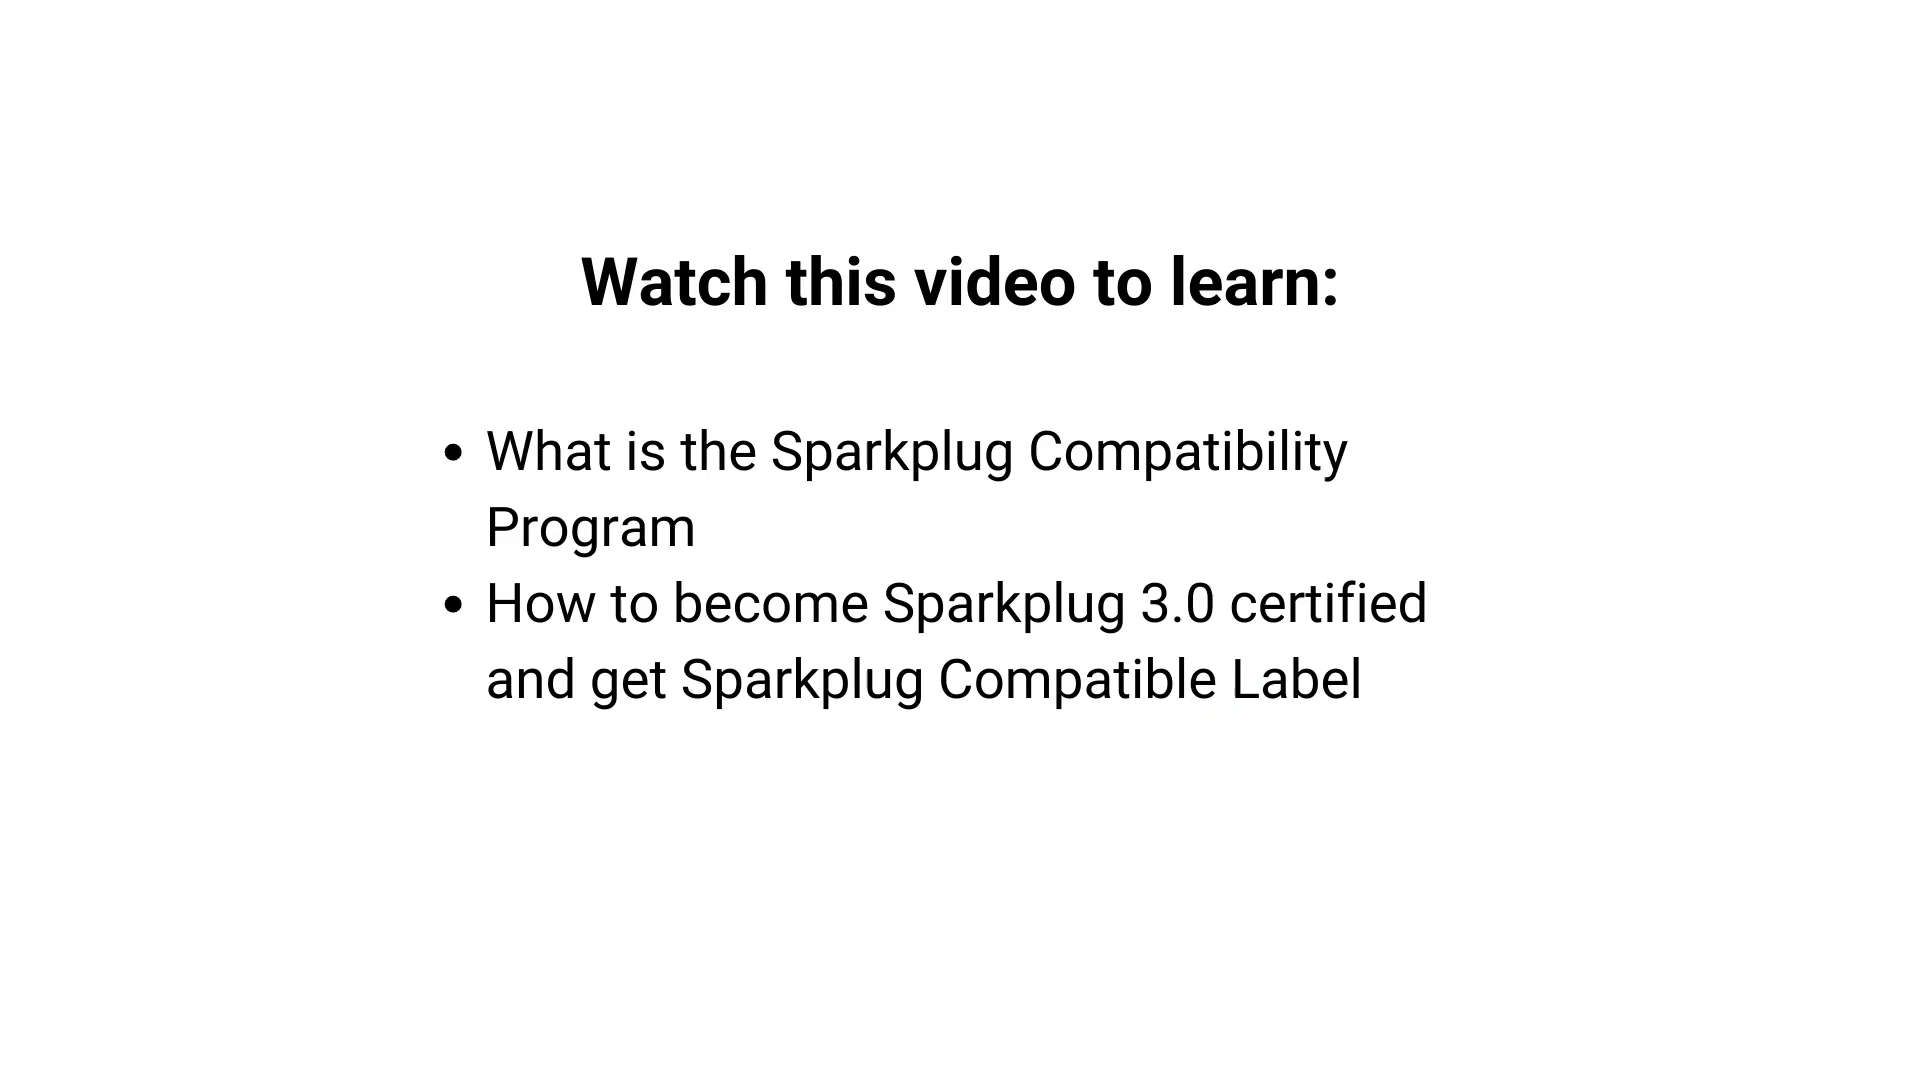 Watch this video to learn:
• What is the Sparkplug Compatibility
Program
• How to become Sparkplug 3.0 certified
and get Sparkplug Compatible Label